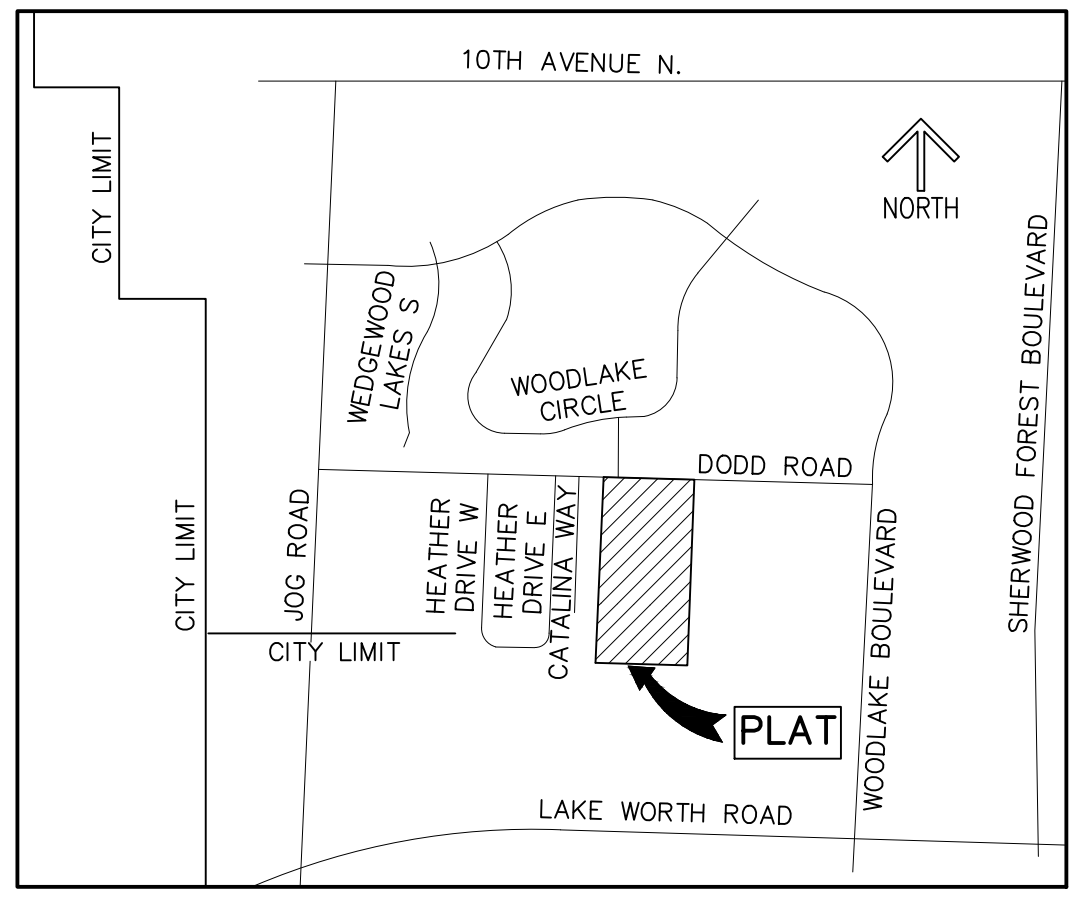 10TH AVENUE N.
CITY LIMIT
NORTH
WEDGEWOOD
LAKES S
WOODLAKE
CIRCLE
SHERWOOD FOREST BOULEVARD
DODD ROAD
CITY LIMIT
JOG ROAD
HEATHER
DRIVE W
HEATHER
DRIVE E
CATALINA WAY
WOODLAKE BOULEVARD
CITY LIMIT
PLAT
LAKE WORTH ROAD